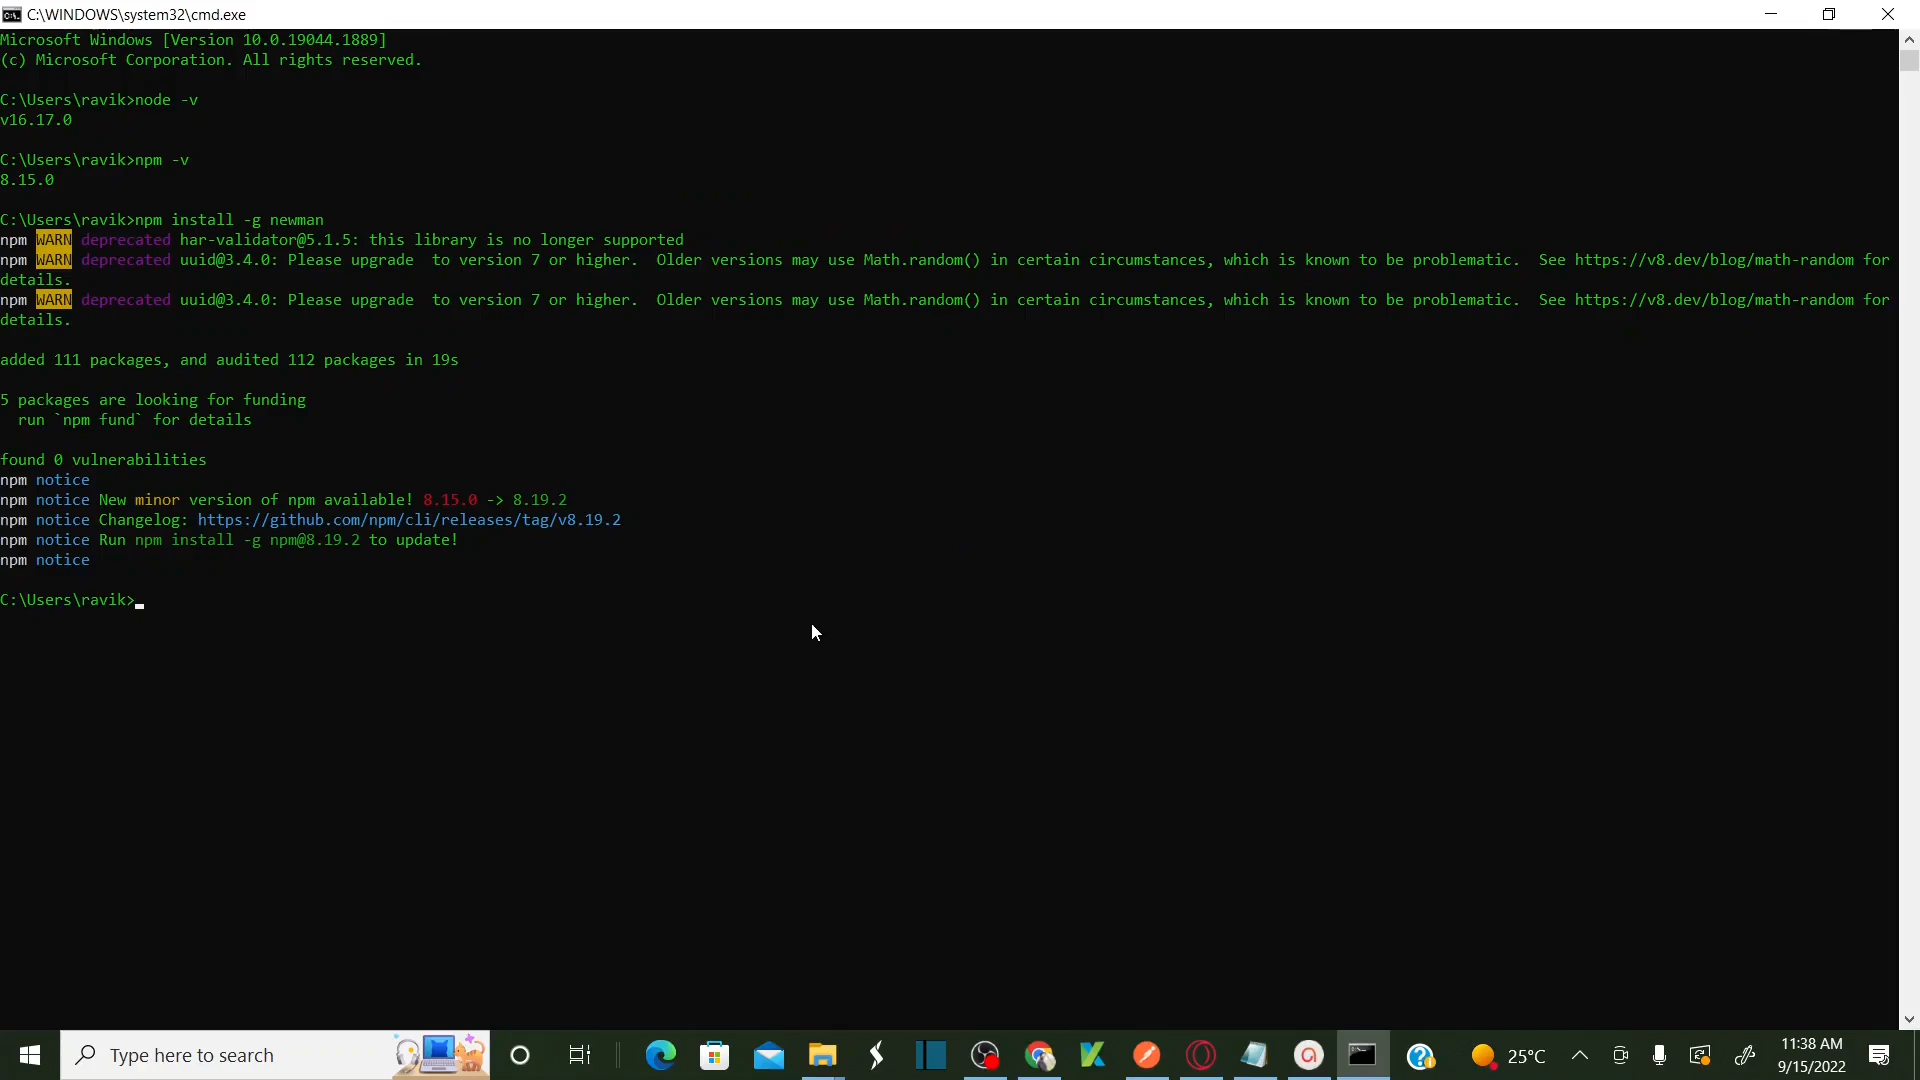 C:\WINDOWS\system32\cmd.exe
Microsoft Windows [Version 10.0.19044.1889]
(c) Microsoft Corporation. All rights reserved.
C:\Users\ravik>node -v
v16.17.0
C:\Users\ravik>npm -v
8.15.0
C:\Users\ravik>npm install -g newman
npm WARN deprecated har-validator@5.1.5: this library is no longer supported
npm WARN deprecated uuid@3.4.0: Please upgrade  to version 7 or higher.  Older versions may use Math.random() in certain circumstances, which is known to be problematic.  See https://v8.dev/blog/math-random for
details.
npm WARN deprecated uuid@3.4.0: Please upgrade  to version 7 or higher.  Older versions may use Math.random() in certain circumstances, which is known to be problematic.  See https://v8.dev/blog/math-random for
details.
added 111 packages, and audited 112 packages in 19s
5 packages are looking for funding
  run `npm fund` for details
found 0 vulnerabilities
npm notice
npm notice New minor version of npm available! 8.15.0 -> 8.19.2
npm notice Changelog: https://github.com/npm/cli/releases/tag/v8.19.2
npm notice Run npm install -g npm@8.19.2 to update!
npm notice
C:\Users\ravik>
Type here to search
25°C
11:38 AM
9/15/2022